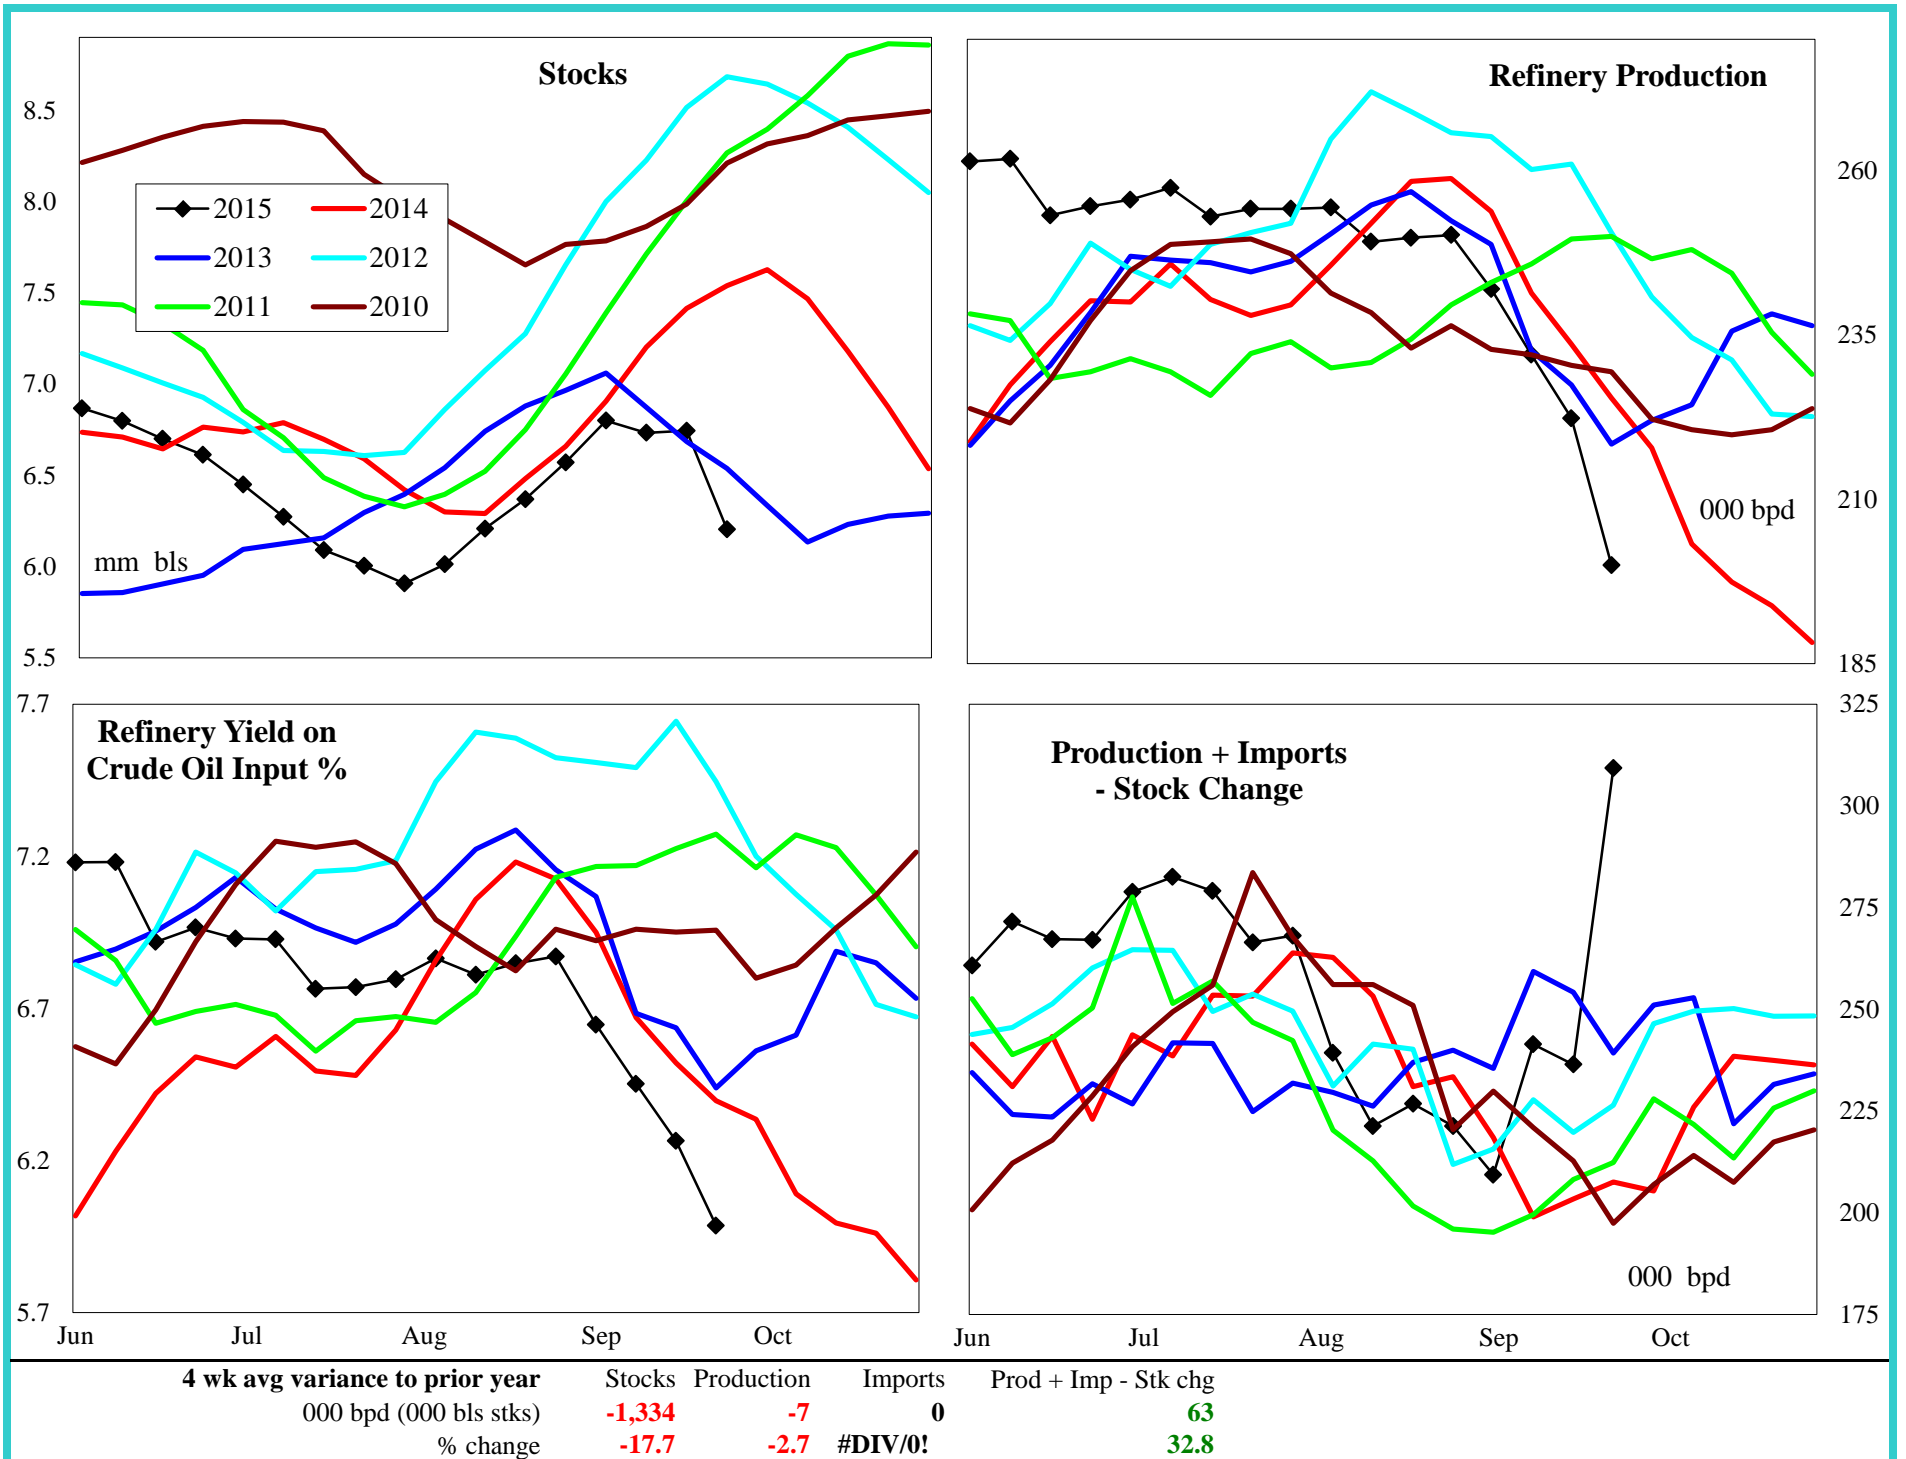 Stocks
8.5
8.0
7.5
7.0
6.5
6.0
5.5
2015 2014
2013 2012
2011 2010
mm bls
Refinery Production
260
235
210
185
000 bpd
Refinery Yield on
Crude Oil Input %
7.7
7.2
6.7
6.2
5.7
Jun Jul Aug Sep Oct
Production + Imports
- Stock Change
325
300
275
250
225
200
175
000 bpd
Jun Jul Aug Sep Oct
4 wk avg variance to prior year Stocks Production Imports Prod + Imp - Stk chg
000 bpd (000 bls stks) -1,334 -7 0 63
% change -17.7 -2.7 #DIV/0! 32.8